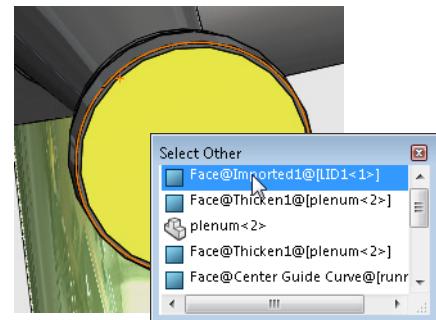 Select Other
Face@Imported1@[LID1<1>]
Face@Thicken1@[plenum<2>]
plenum<2>
Face@Thicken1@[plenum<2>]
Face@Center Guide Curve@[runr